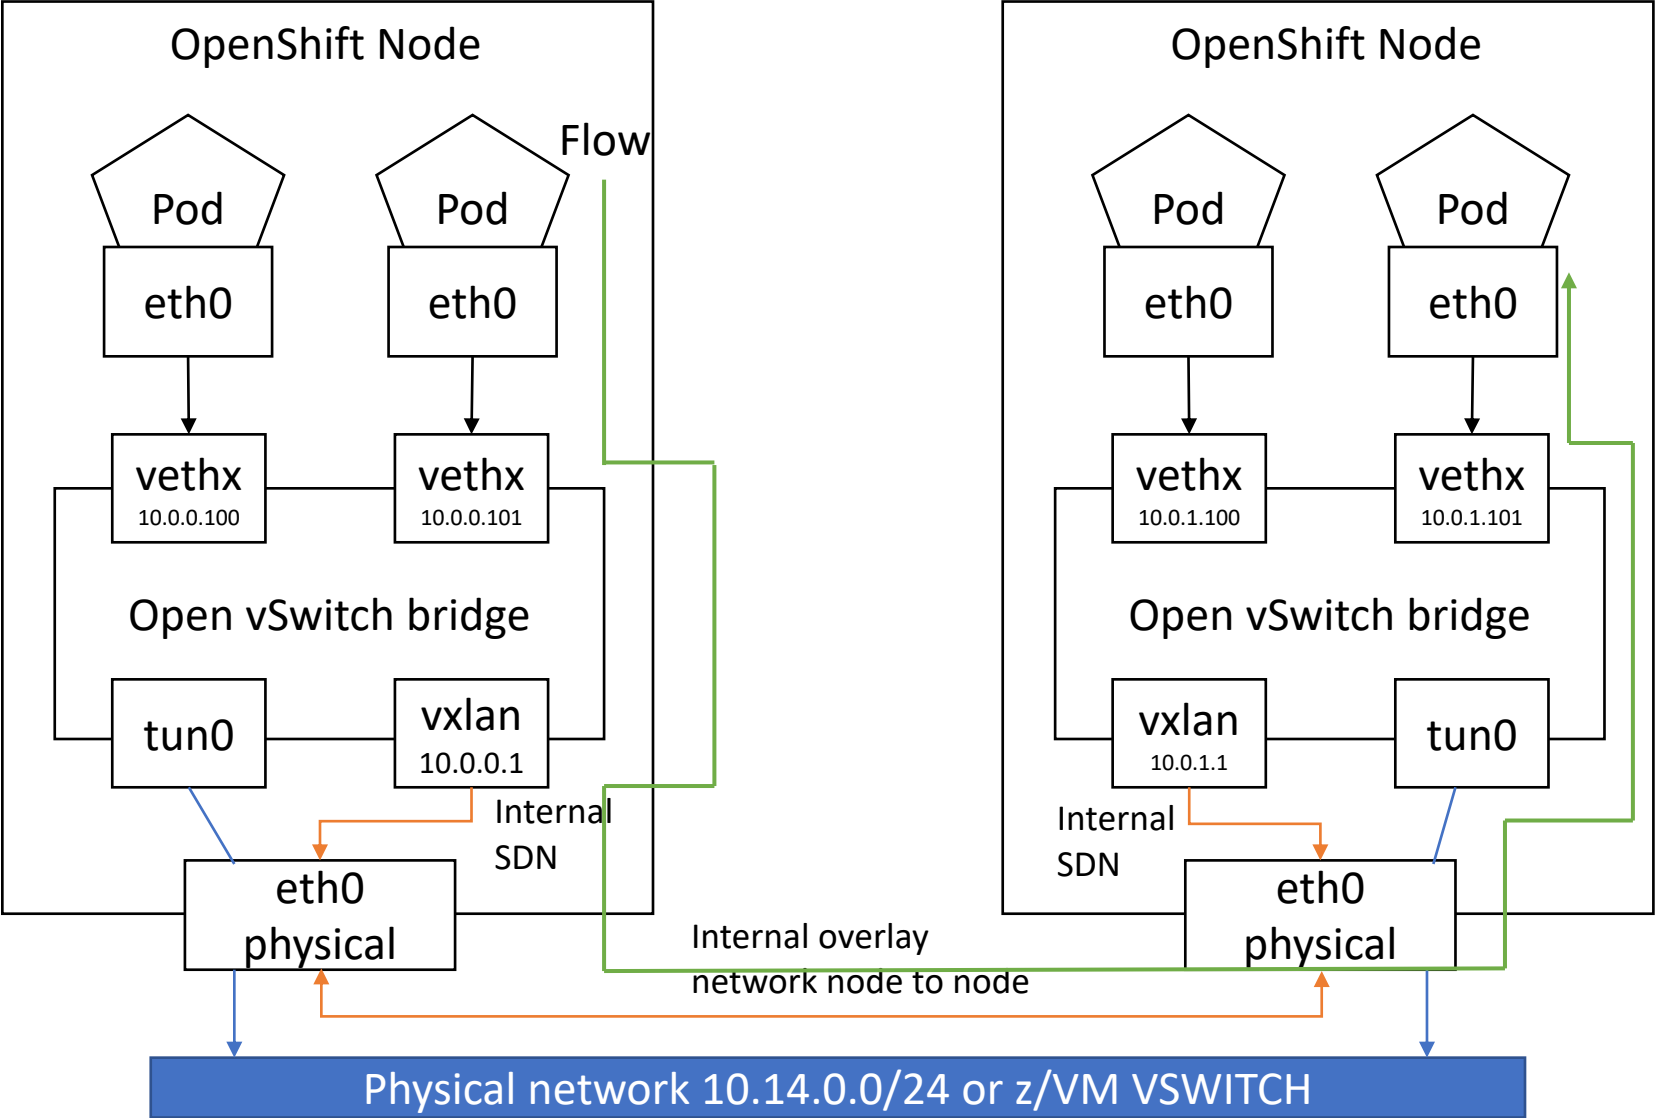 OpenShift Node
OpenShift Node
Flow
Pod
Pod
Pod
Pod
eth0
eth0
eth0
eth0
vethx
10.0.0.100
vethx
10.0.0.101
vethx
10.0.1.100
vethx
10.0.1.101
Open vSwitch bridge
Open vSwitch bridge
tun0
vxlan
10.0.0.1
vxlan
10.0.1.1
tun0
Internal
SDN
Internal
SDN
eth0
physical
eth0
physical
Internal overlay
network node to node
Physical network 10.14.0.0/24 or z/VM VSWITCH